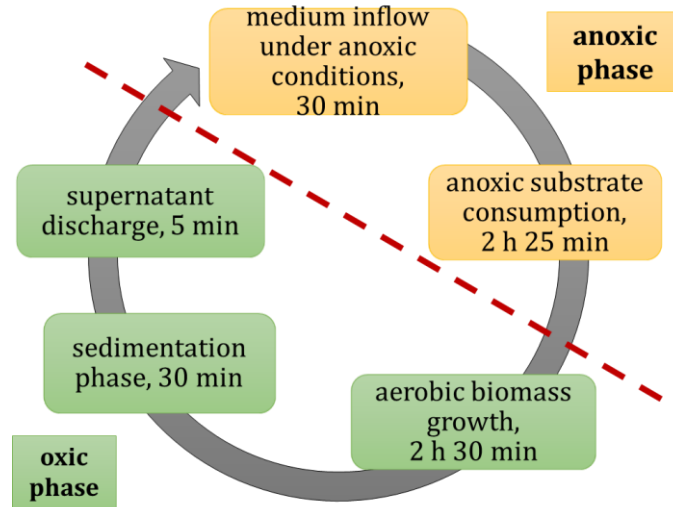 medium inflow
under anoxic
conditions,
30 min
anoxic
phase
anoxic substrate
consumption,
2 h 25 min
aerobic biomass
growth,
2 h 30 min
sedimentation
phase, 30 min
supernatant
discharge, 5 min
oxic
phase